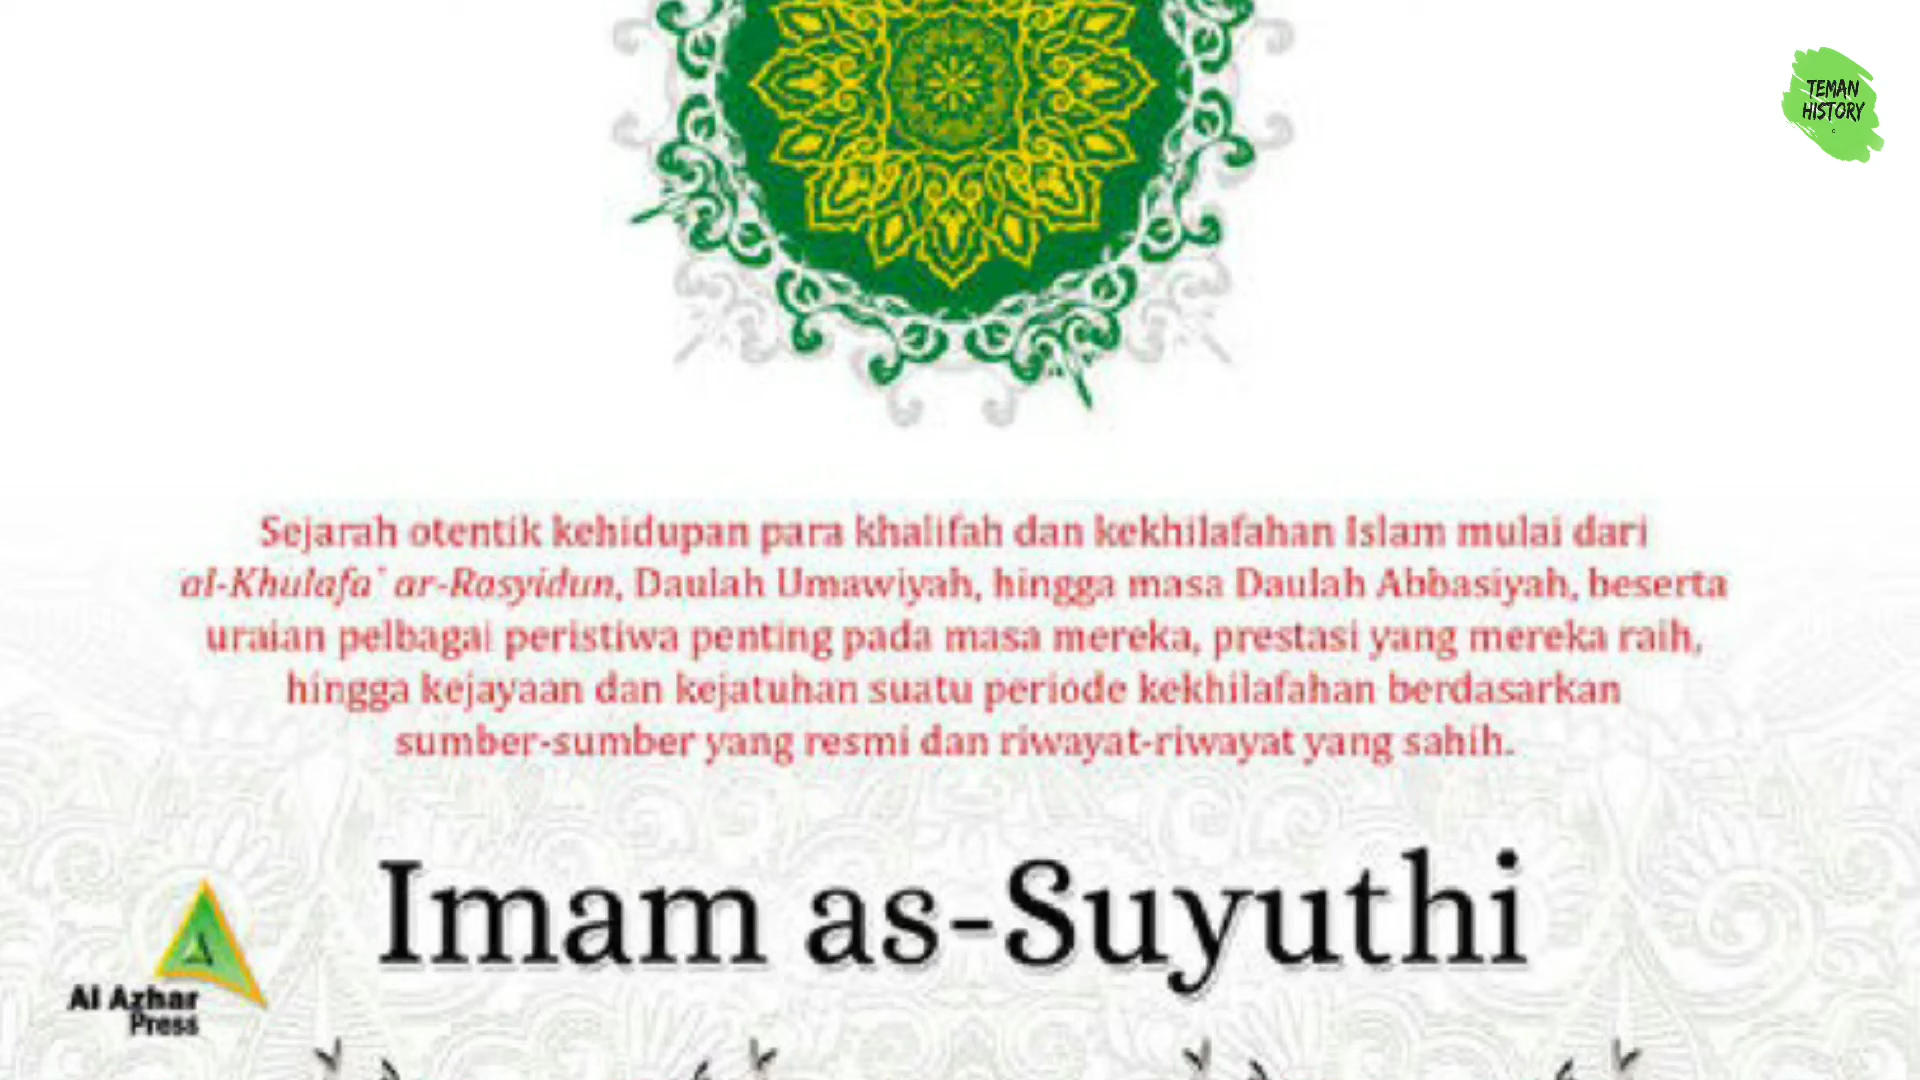 TEMAN
HISTORY
Sejarah otentik kehidupan para khalifah dan kekhilafahan Islam mulai dari
al-Khulafa` ar-Rasyidun, Daulah Umawiyah, hingga masa Daulah Abbasiyah, beserta
uraian pelbagai peristiwa penting pada masa mereka, prestasi yang mereka raih,
hingga kejayaan dan kejatuhan suatu periode kekhilafahan berdasarkan
sumber-sumber yang resmi dan riwayat-riwayat yang sahih.
Imam as-Suyuthi
Al Azhar
Press